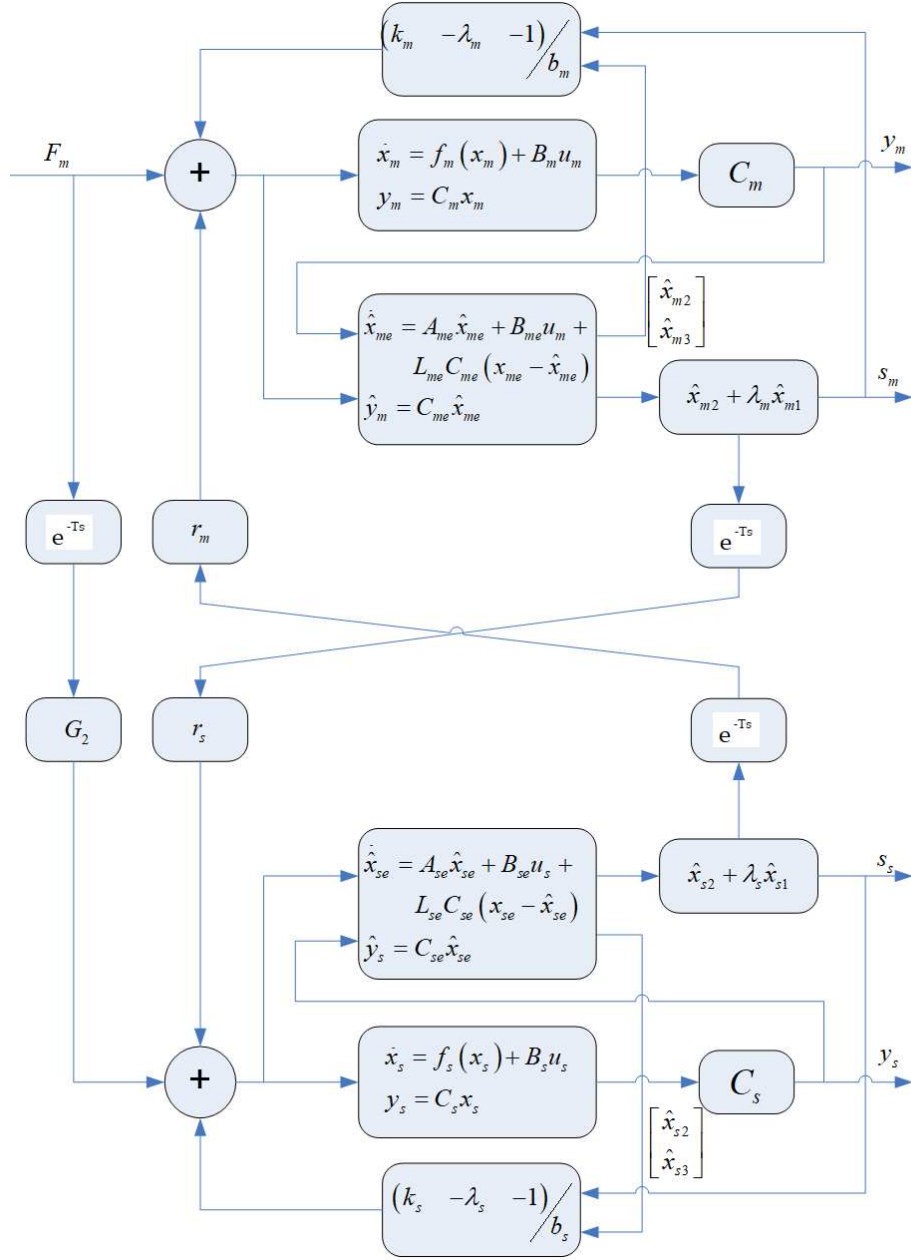 (k_m −λ_m −1)/b_m
F_m
+
ẋ_m = f_m(x_m) + B_m u_m
y_m = C_m x_m
C_m
y_m
[x̂_m2
x̂_m3]
x̂̇_me = A_me x̂_me + B_me u_m +
L_me C_me (x_me − x̂_me)
ŷ_m = C_me x̂_me
x̂_m2 + λ_m x̂_m1
s_m
e^-Ts
r_m
e^-Ts
G_2
r_s
e^-Ts
x̂̇_se = A_se x̂_se + B_se u_s +
L_se C_se (x_se − x̂_se)
ŷ_s = C_se x̂_se
x̂_s2 + λ_s x̂_s1
s_s
+
ẋ_s = f_s(x_s) + B_s u_s
y_s = C_s x_s
C_s
y_s
[x̂_s2
x̂_s3]
(k_s −λ_s −1)/b_s